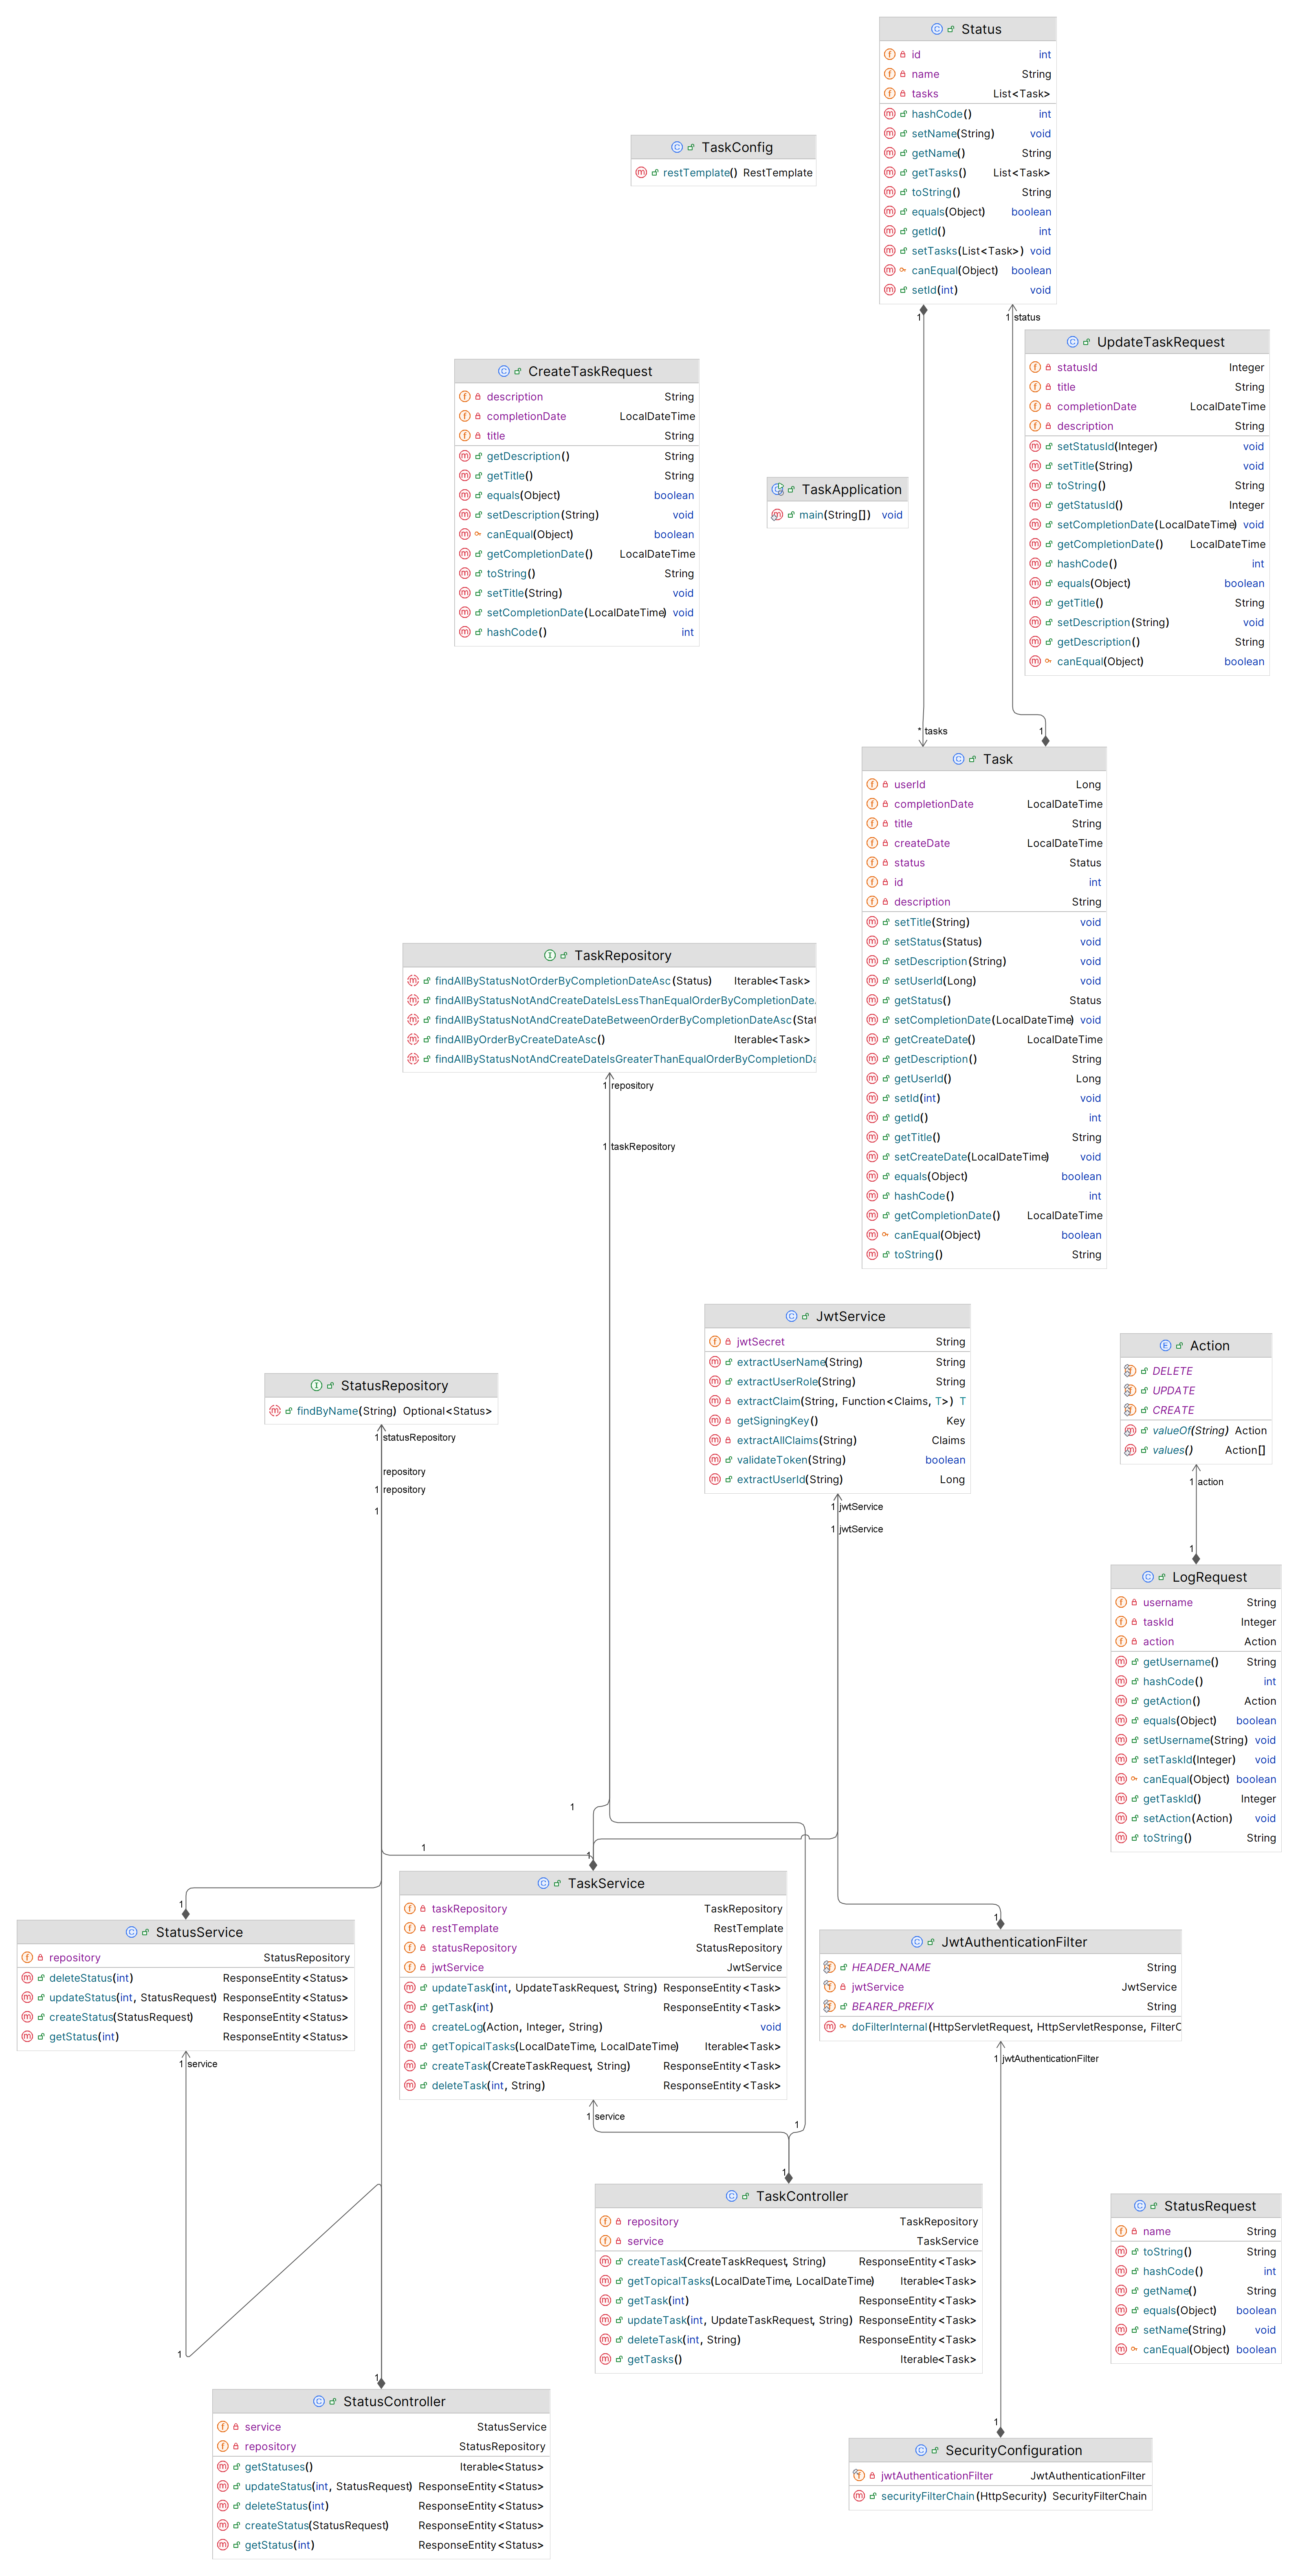 Status
id int
name String
tasks List<Task>
hashCode() int
setName(String) void
getName() String
getTasks() List<Task>
toString() String
equals(Object) boolean
getId() int
setTasks(List<Task>) void
canEqual(Object) boolean
setId(int) void
TaskConfig
restTemplate() RestTemplate
1
1 status
UpdateTaskRequest
statusId Integer
title String
completionDate LocalDateTime
description String
setStatusId(Integer) void
setTitle(String) void
toString() String
getStatusId() Integer
setCompletionDate(LocalDateTime) void
getCompletionDate() LocalDateTime
hashCode() int
equals(Object) boolean
getTitle() String
setDescription(String) void
getDescription() String
canEqual(Object) boolean
CreateTaskRequest
description String
completionDate LocalDateTime
title String
getDescription() String
getTitle() String
equals(Object) boolean
setDescription(String) void
canEqual(Object) boolean
getCompletionDate() LocalDateTime
toString() String
setTitle(String) void
setCompletionDate(LocalDateTime) void
hashCode() int
TaskApplication
main(String[]) void
* tasks
1
Task
userId Long
completionDate LocalDateTime
title String
createDate LocalDateTime
status Status
id int
description String
setTitle(String) void
setStatus(Status) void
setDescription(String) void
setUserId(Long) void
getStatus() Status
setCompletionDate(LocalDateTime) void
getCreateDate() LocalDateTime
getDescription() String
getUserId() Long
setId(int) void
getId() int
getTitle() String
setCreateDate(LocalDateTime) void
equals(Object) boolean
hashCode() int
getCompletionDate() LocalDateTime
canEqual(Object) boolean
toString() String
TaskRepository
findAllByStatusNotOrderByCompletionDateAsc(Status) Iterable<Task>
findAllByStatusNotAndCreateDateIsLessThanEqualOrderByCompletionDate
findAllByStatusNotAndCreateDateBetweenOrderByCompletionDateAsc(Stat
findAllByOrderByCreateDateAsc() Iterable<Task>
findAllByStatusNotAndCreateDateIsGreaterThanEqualOrderByCompletionDa
1 repository
1 taskRepository
JwtService
jwtSecret String
extractUserName(String) String
extractUserRole(String) String
extractClaim(String, Function<Claims, T>) T
getSigningKey() Key
extractAllClaims(String) Claims
validateToken(String) boolean
extractUserId(String) Long
1 jwtService
1 jwtService
Action
DELETE
UPDATE
CREATE
valueOf(String) Action
values() Action[]
1 action
1
StatusRepository
findByName(String) Optional<Status>
1 statusRepository
repository
1 repository
1
LogRequest
username String
taskId Integer
action Action
getUsername() String
hashCode() int
getAction() Action
equals(Object) boolean
setUsername(String) void
setTaskId(Integer) void
canEqual(Object) boolean
getTaskId() Integer
setAction(Action) void
toString() String
1
1
1
TaskService
taskRepository TaskRepository
restTemplate RestTemplate
statusRepository StatusRepository
jwtService JwtService
updateTask(int, UpdateTaskRequest, String) ResponseEntity<Task>
getTask(int) ResponseEntity<Task>
createLog(Action, Integer, String) void
getTopicalTasks(LocalDateTime, LocalDateTime) Iterable<Task>
createTask(CreateTaskRequest, String) ResponseEntity<Task>
deleteTask(int, String) ResponseEntity<Task>
1
StatusService
repository StatusRepository
deleteStatus(int) ResponseEntity<Status>
updateStatus(int, StatusRequest) ResponseEntity<Status>
createStatus(StatusRequest) ResponseEntity<Status>
getStatus(int) ResponseEntity<Status>
1 service
1
JwtAuthenticationFilter
HEADER_NAME String
jwtService JwtService
BEARER_PREFIX String
doFilterInternal(HttpServletRequest, HttpServletResponse, FilterC
1 jwtAuthenticationFilter
1 service
1
1
TaskController
repository TaskRepository
service TaskService
createTask(CreateTaskRequest, String) ResponseEntity<Task>
getTopicalTasks(LocalDateTime, LocalDateTime) Iterable<Task>
getTask(int) ResponseEntity<Task>
updateTask(int, UpdateTaskRequest, String) ResponseEntity<Task>
deleteTask(int, String) ResponseEntity<Task>
getTasks() Iterable<Task>
StatusRequest
name String
toString() String
hashCode() int
getName() String
equals(Object) boolean
setName(String) void
canEqual(Object) boolean
1
1
StatusController
service StatusService
repository StatusRepository
getStatuses() Iterable<Status>
updateStatus(int, StatusRequest) ResponseEntity<Status>
deleteStatus(int) ResponseEntity<Status>
createStatus(StatusRequest) ResponseEntity<Status>
getStatus(int) ResponseEntity<Status>
1
SecurityConfiguration
jwtAuthenticationFilter JwtAuthenticationFilter
securityFilterChain(HttpSecurity) SecurityFilterChain